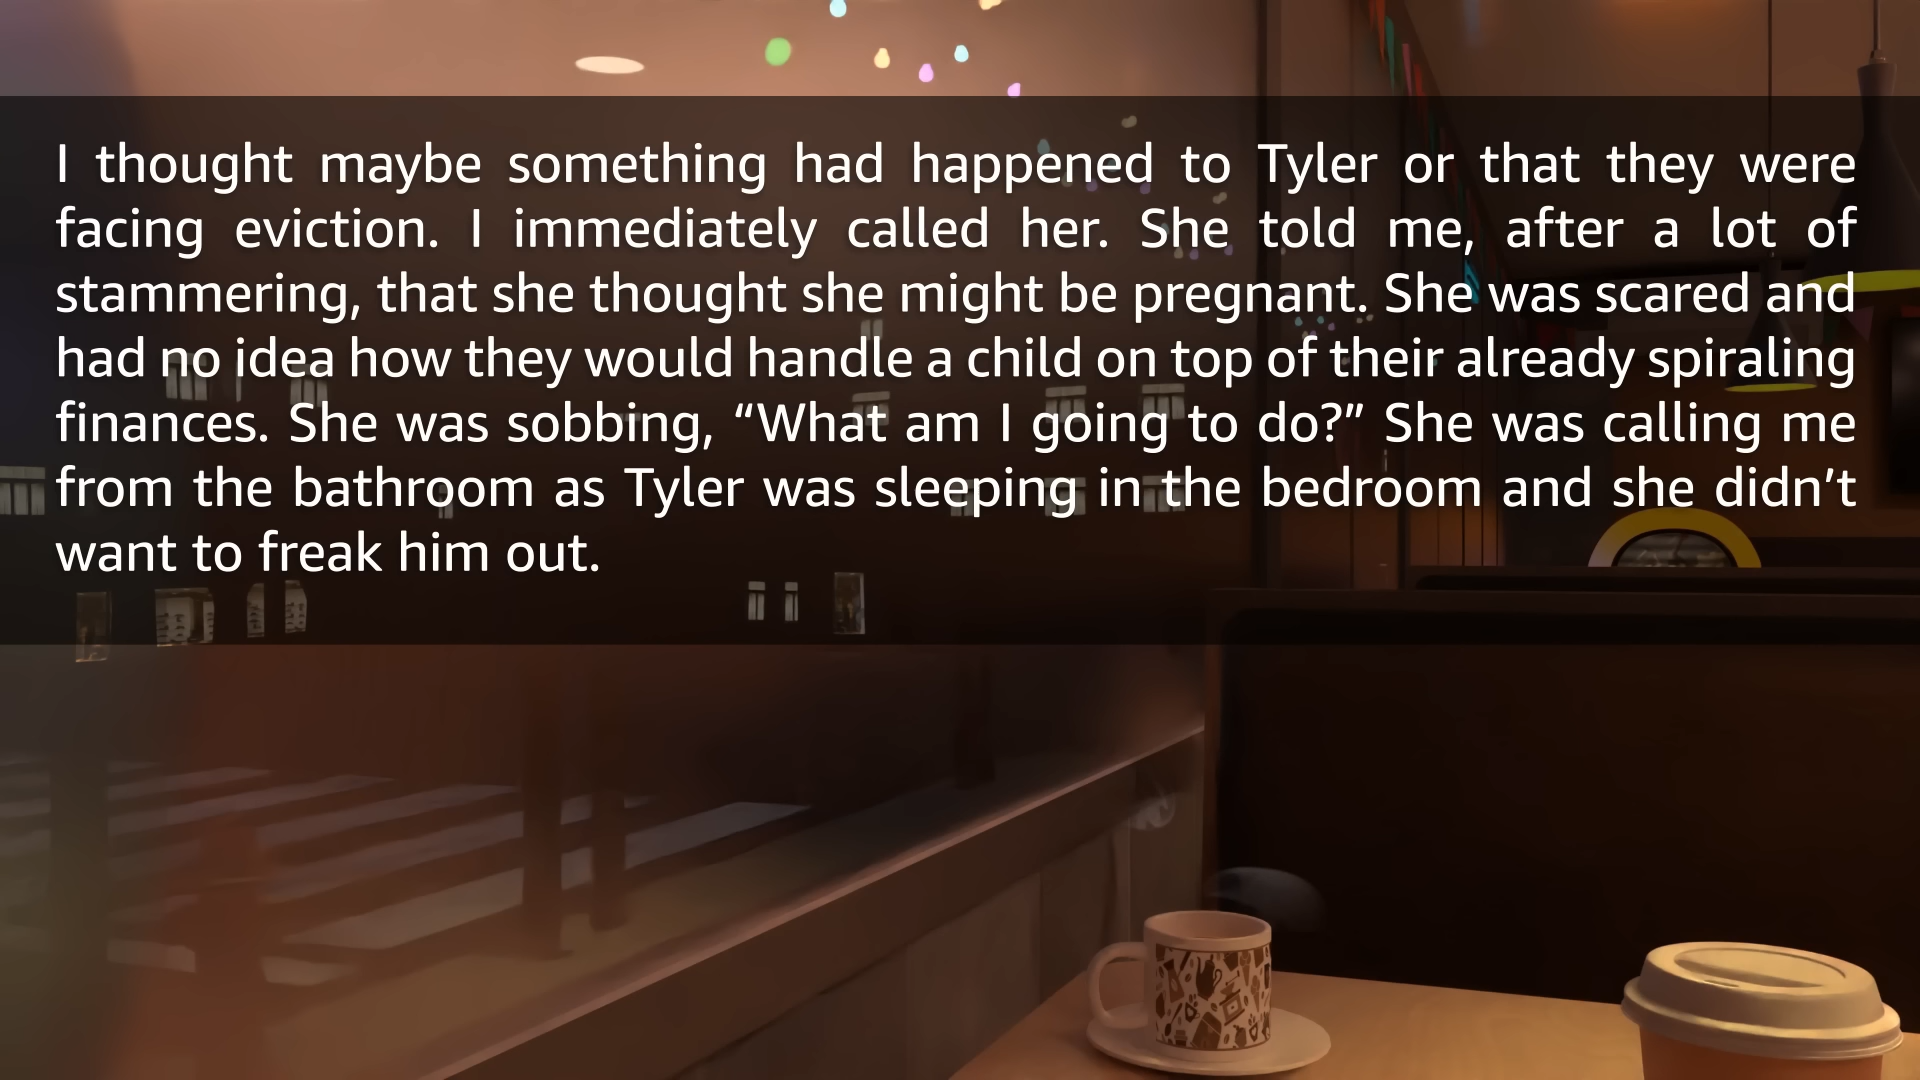 I thought maybe something had happened to Tyler or that they were
facing eviction. I immediately called her. She told me, after a lot of
stammering, that she thought she might be pregnant. She was scared and
had no idea how they would handle a child on top of their already spiraling
finances. She was sobbing, “What am I going to do?” She was calling me
from the bathroom as Tyler was sleeping in the bedroom and she didn’t
want to freak him out.